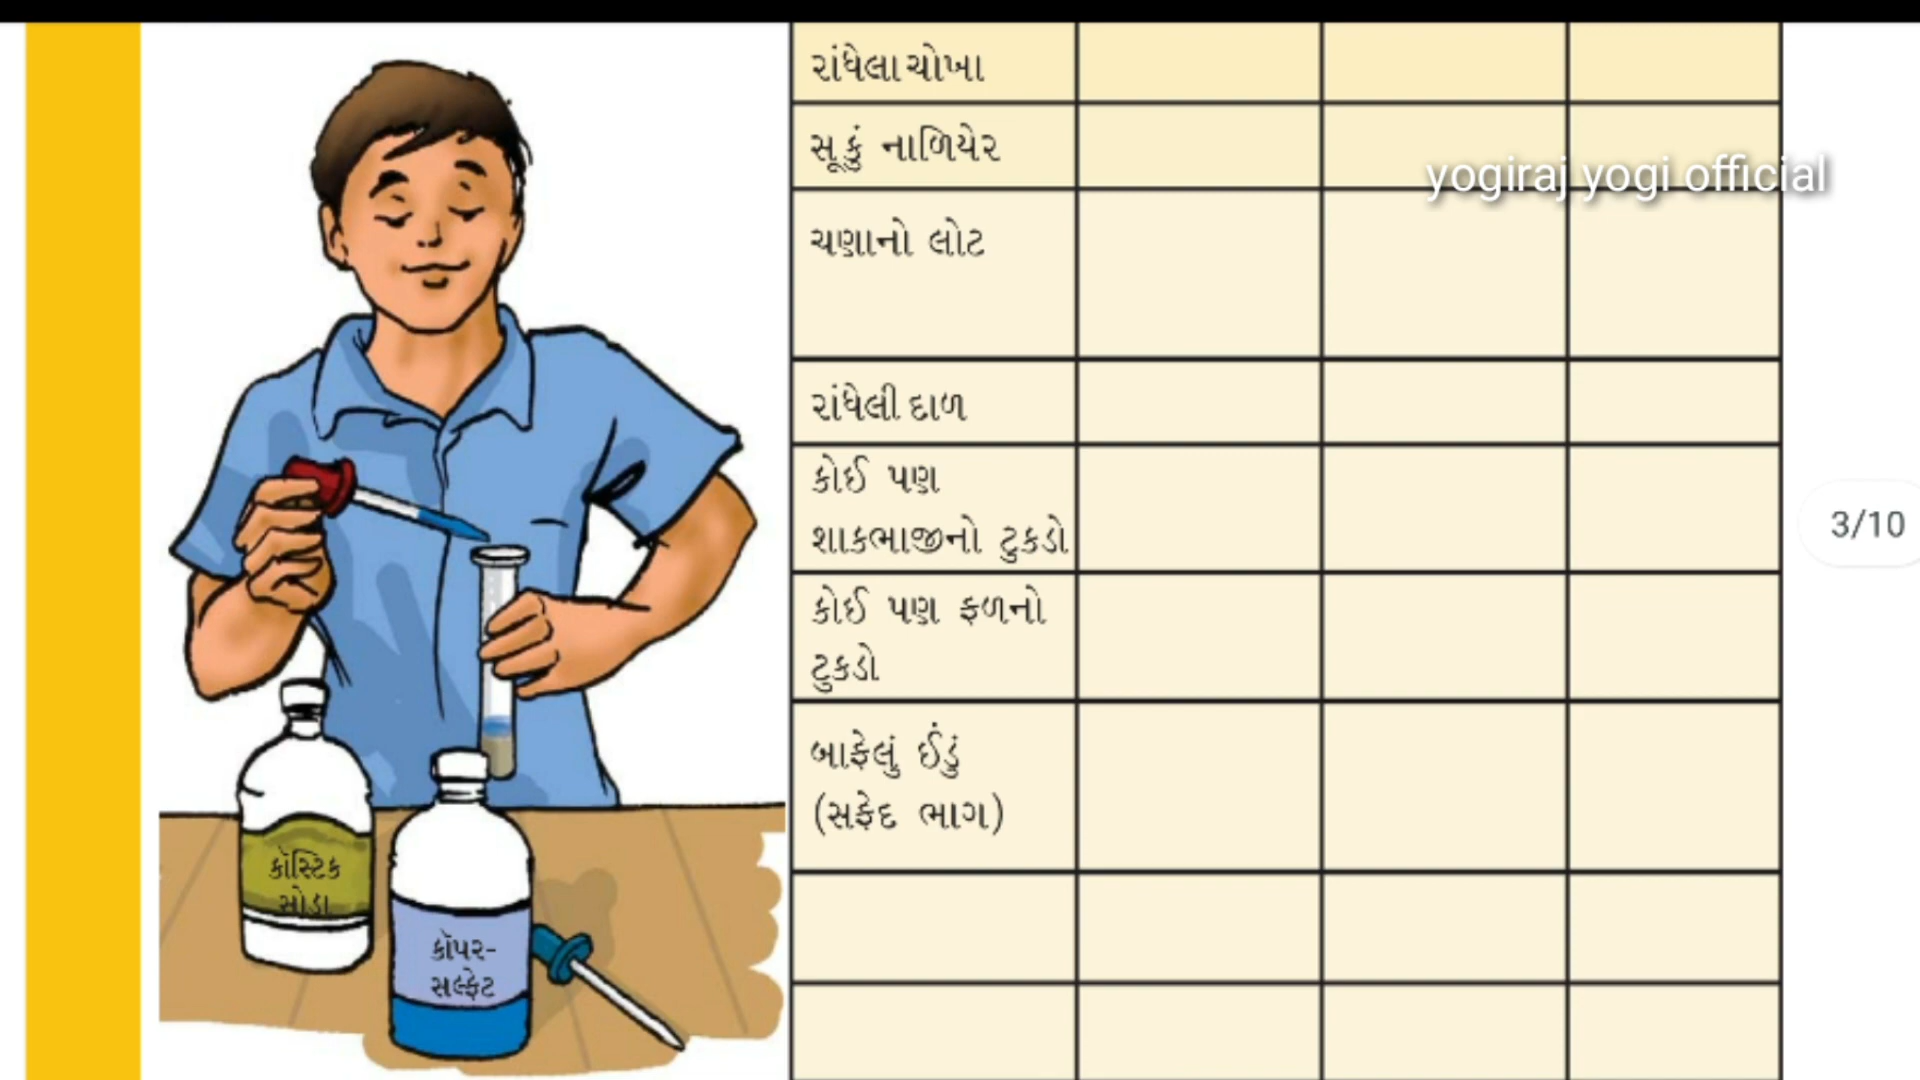 રાંધેલા ચોખા
સૂકું નાળિયેર
yogiraj yogi official
ચણાનો લોટ
રાંધેલી દાળ
કોઈ પણ
શાકભાજીનો ટુકડો
3/10
કોઈ પણ ફળનો
ટુકડો
બાફેલું ઈંડું
(સફેદ ભાગ)
કૉસ્ટિક
સોડા
કૉપર-
સલ્ફેટ